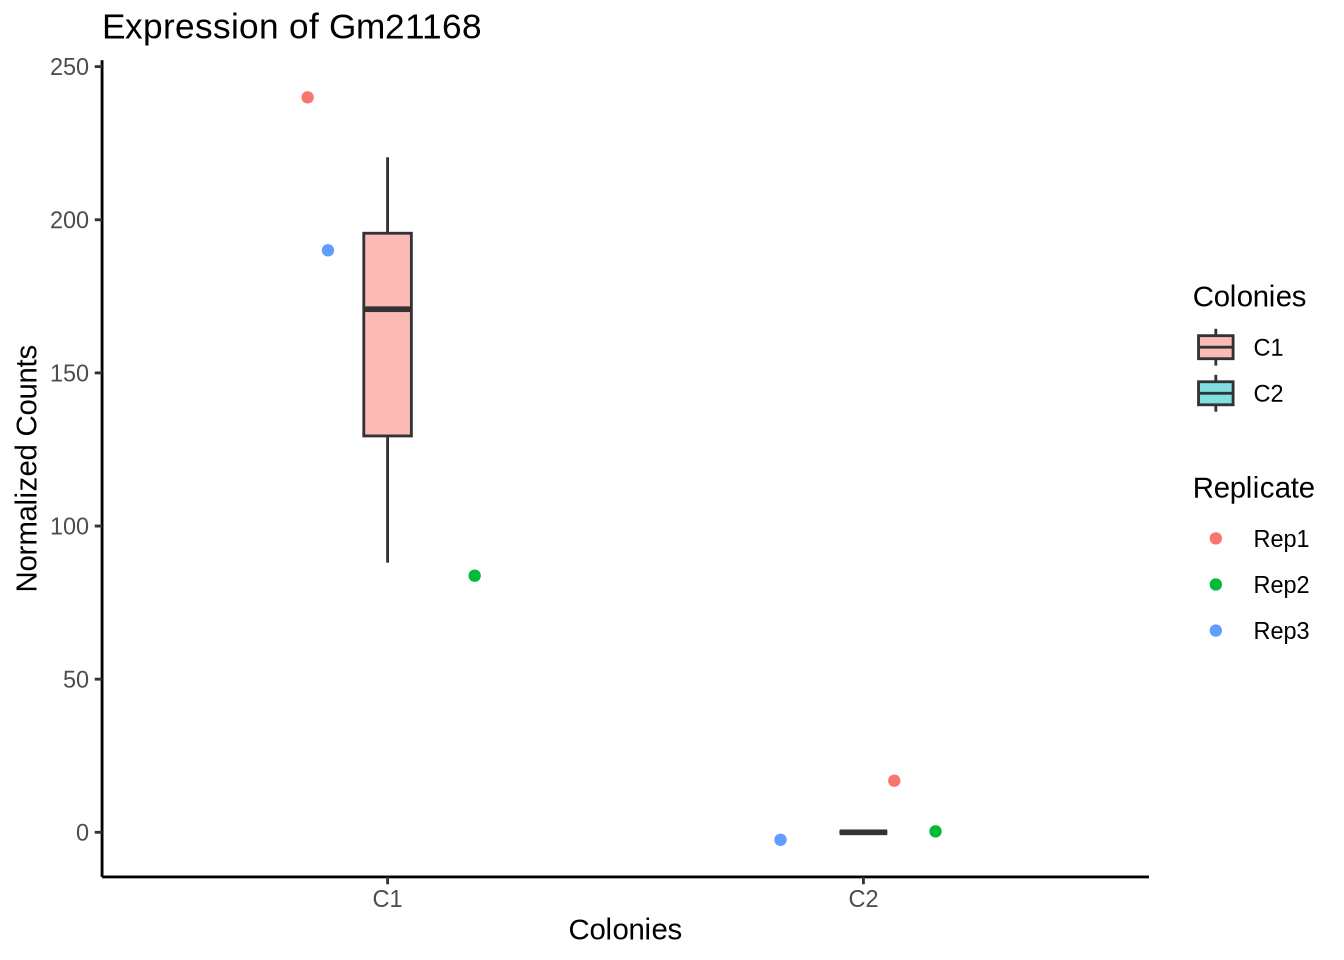 Expression of Gm21168
250
200
150
100
50
0
Normalized Counts
C1
C2
Colonies
Colonies
C1
C2
Replicate
Rep1
Rep2
Rep3